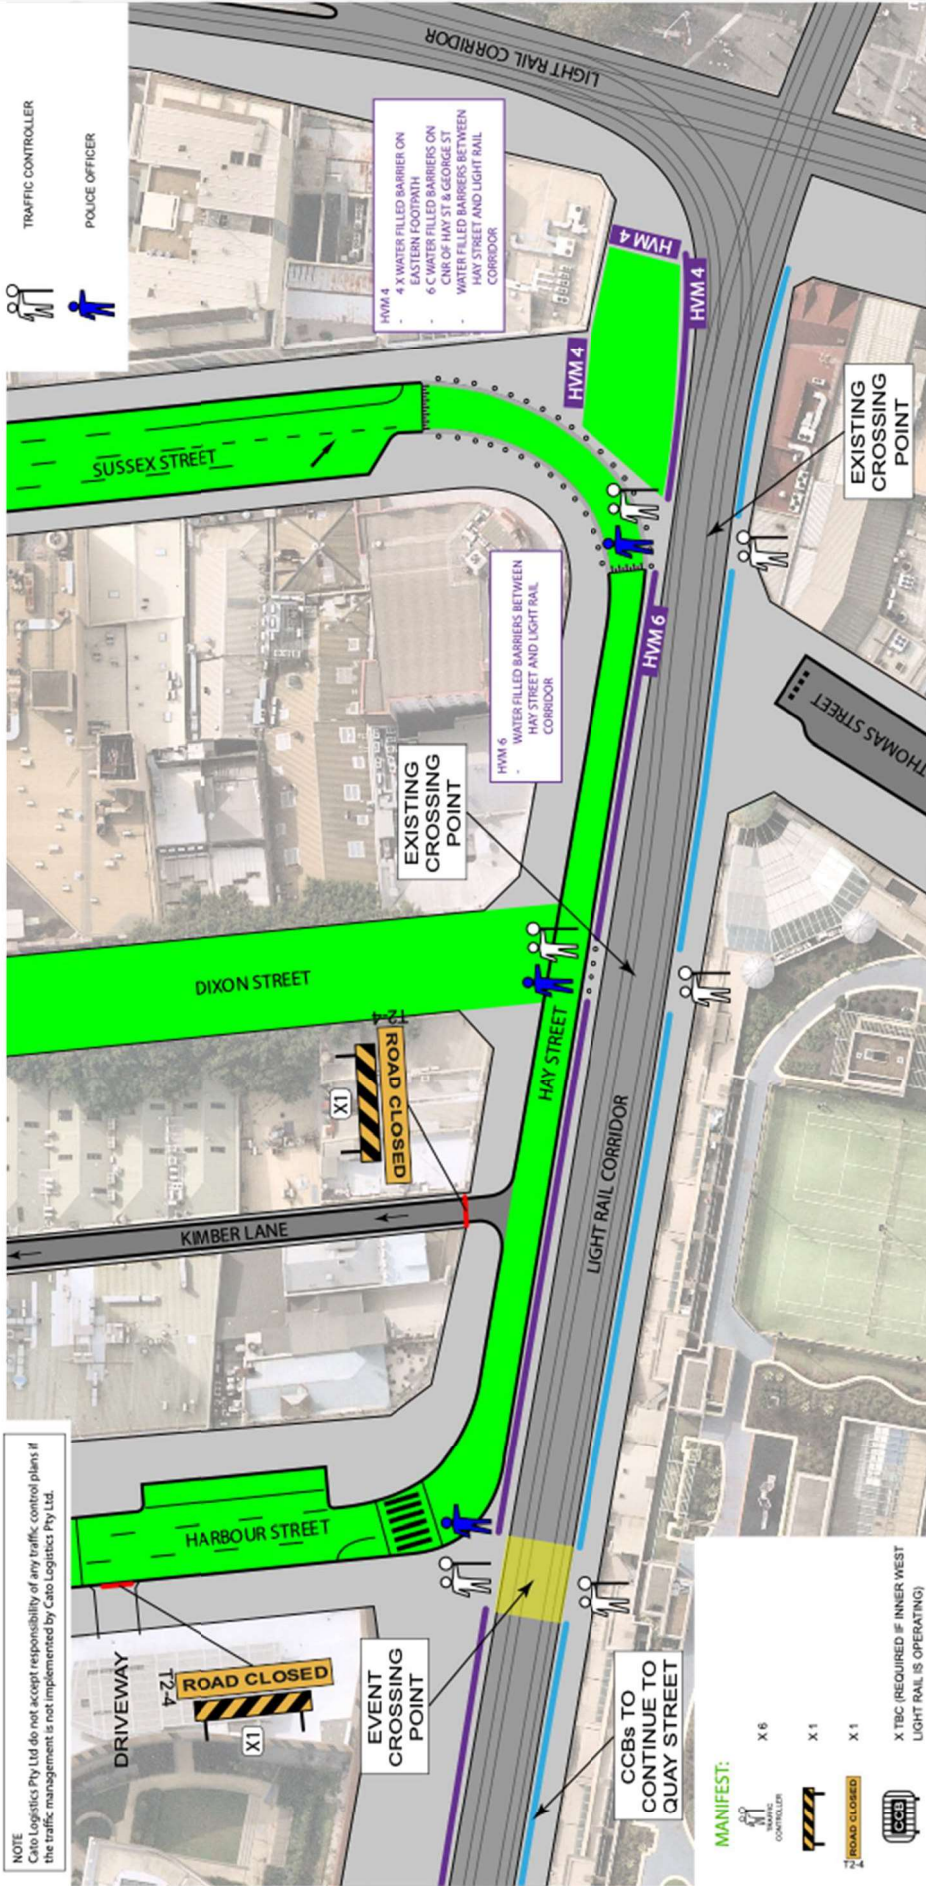 TRAFFIC CONTROLLER
POLICE OFFICER
LIGHT RAIL CORRIDOR
HVM 4
- 4 X WATER FILLED BARRIER ON
EASTERN FOOTPATH
- 6 C WATER FILLED BARRIERS ON
CNR OF HAY ST & GEORGE ST
- WATER FILLED BARRIERS BETWEEN
HAY STREET AND LIGHT RAIL
CORRIDOR
HVM 4
HVM 4
HVM 4
SUSSEX STREET
EXISTING
CROSSING
POINT
HVM 6
- WATER FILLED BARRIERS BETWEEN
HAY STREET AND LIGHT RAIL
CORRIDOR
HVM 6
THOMAS STREET
EXISTING
CROSSING
POINT
DIXON STREET
HAY STREET
T2-4
ROAD CLOSED
X1
KIMBER LANE
LIGHT RAIL CORRIDOR
NOTE
Cato Logistics Pty Ltd do not accept responsibility of any traffic control plans if
the traffic management is not implemented by Cato Logistics Pty Ltd.
HARBOUR STREET
DRIVEWAY
T2-4
ROAD CLOSED
X1
EVENT
CROSSING
POINT
CCBs TO
CONTINUE TO
QUAY STREET
MANIFEST:
TRAFFIC
CONTROLLER
X 6
X 1
ROAD CLOSED
T2-4
X 1
CCB
X TBC (REQUIRED IF INNER WEST
LIGHT RAIL IS OPERATING)